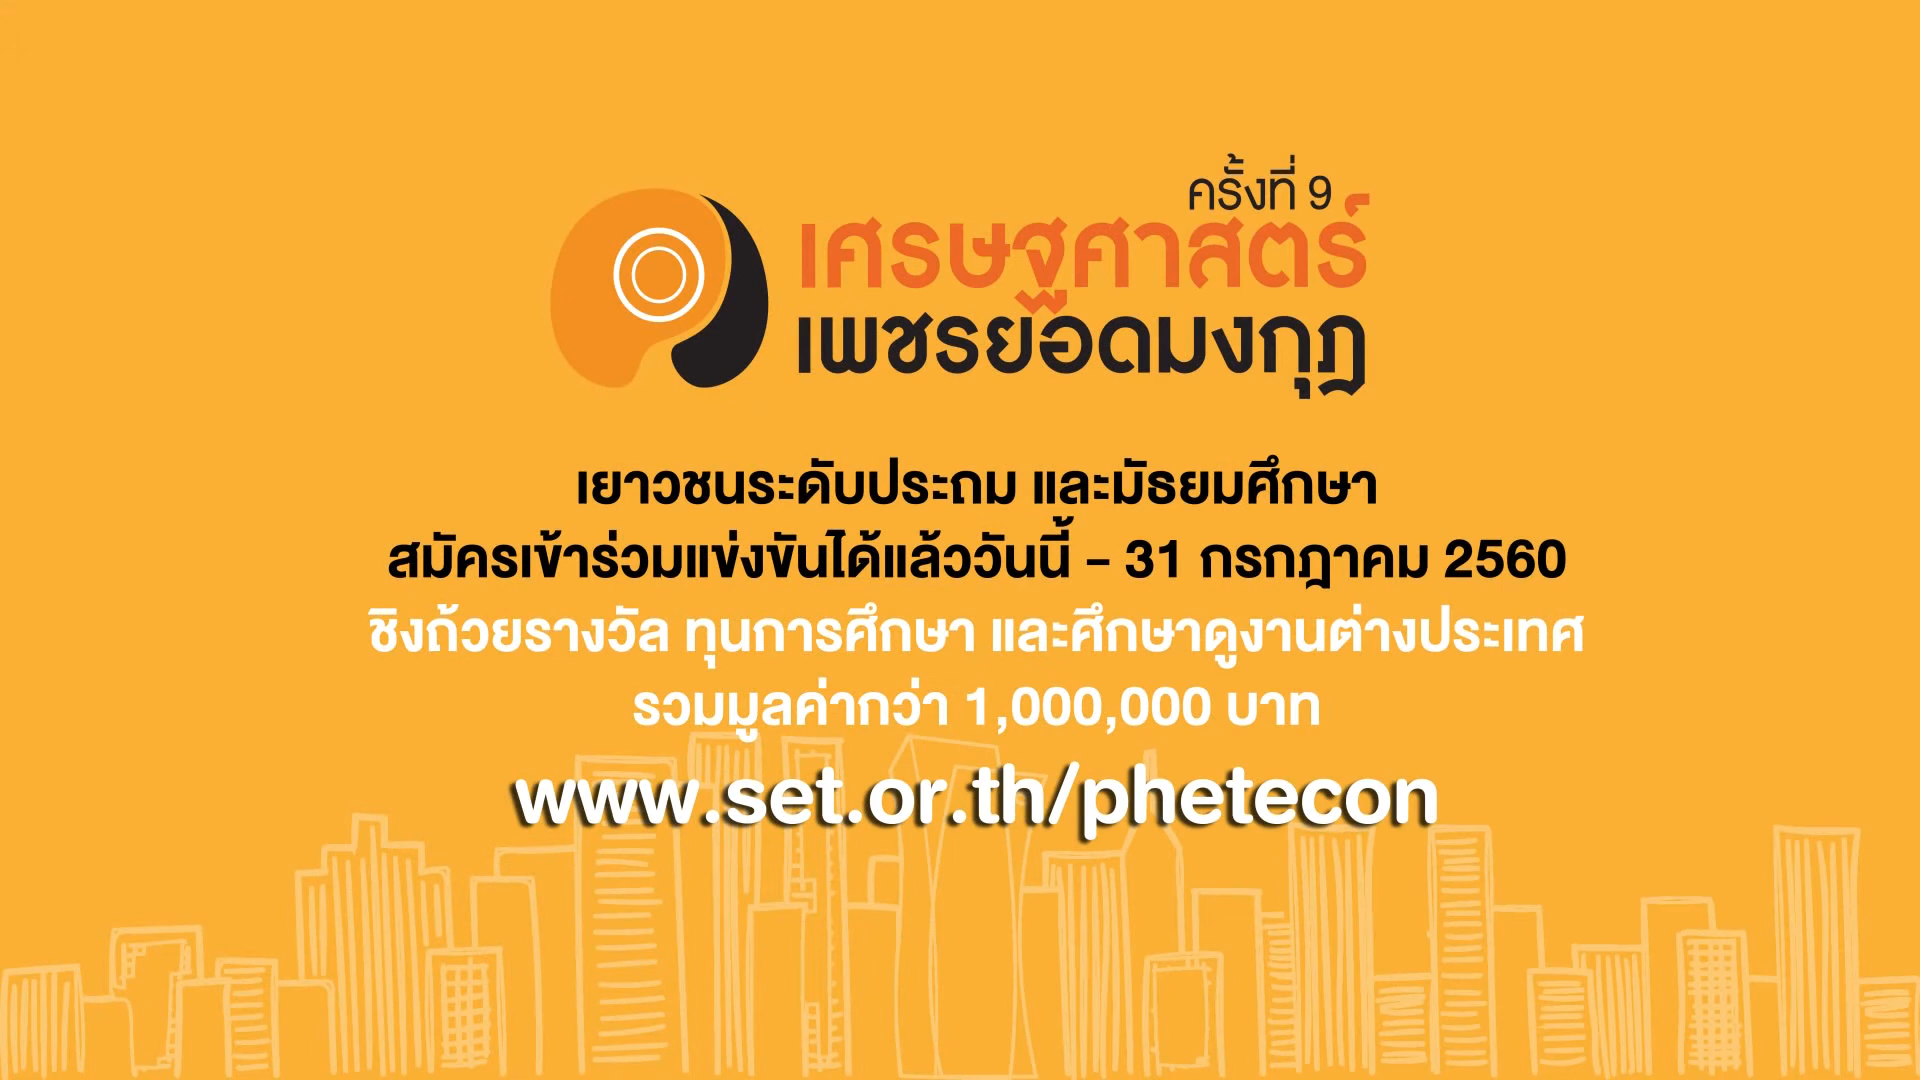 ครั้งที่ 9
เศรษฐศาสตร์
เพชรยอดมงกุฎ
เยาวชนระดับประถม และมัธยมศึกษา
สมัครเข้าร่วมแข่งขันได้แล้ววันนี้ – 31 กรกฎาคม 2560
ชิงถ้วยรางวัล ทุนการศึกษา และศึกษาดูงานต่างประเทศ
รวมมูลค่ากว่า 1,000,000 บาท
www.set.or.th/phetecon